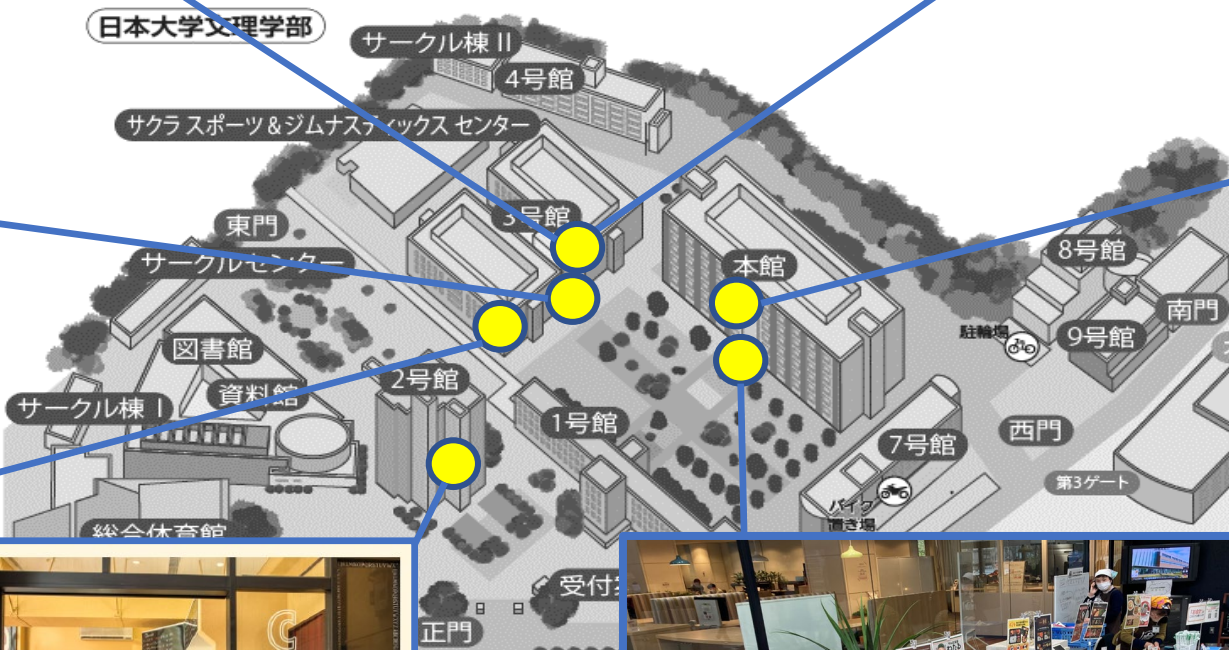 日本大学文理学部
サークル棟 II
4号館
サクラ スポーツ&ジムナスティックス センター
3号館
東門
サークルセンター
本館
8号館
南門
駐輪場
9号館
図書館
資料館
2号館
サークル棟 I
1号館
7号館
西門
第3ゲート
バイク
置き場
総合体育館
受付
正門
C